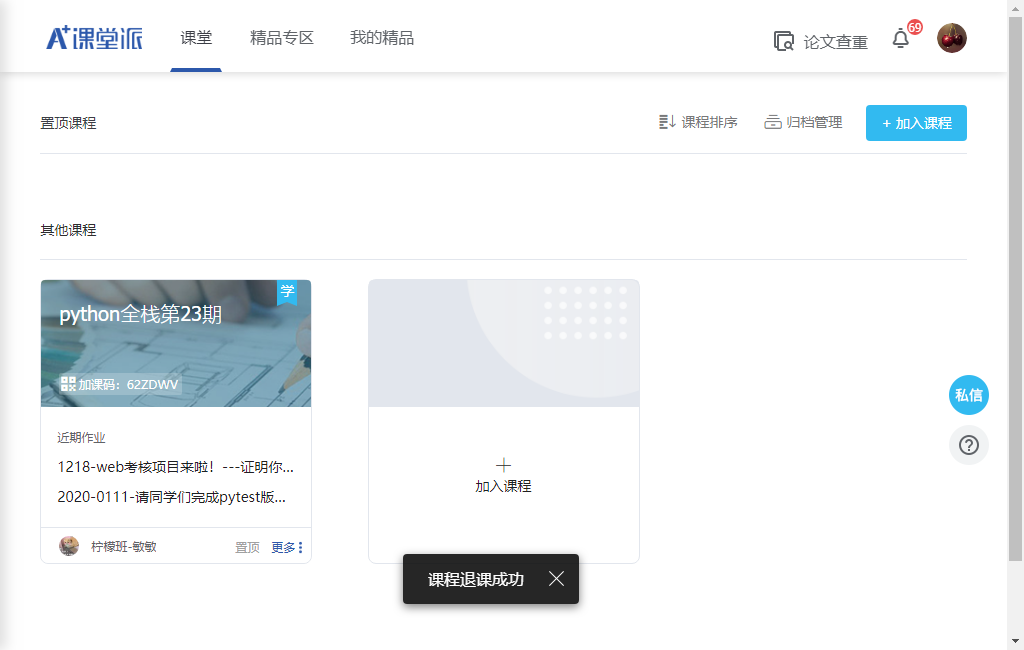 A+课堂派
课堂
精品专区
我的精品
论文查重
69
置顶课程
课程排序
归档管理
+ 加入课程
其他课程
学
python全栈第23期
加课码：62ZDWV
近期作业
1218-web考核项目来啦！---证明你...
2020-0111-请同学们完成pytest版...
柠檬班-敏敏
置顶
更多
加入课程
私信
课程退课成功